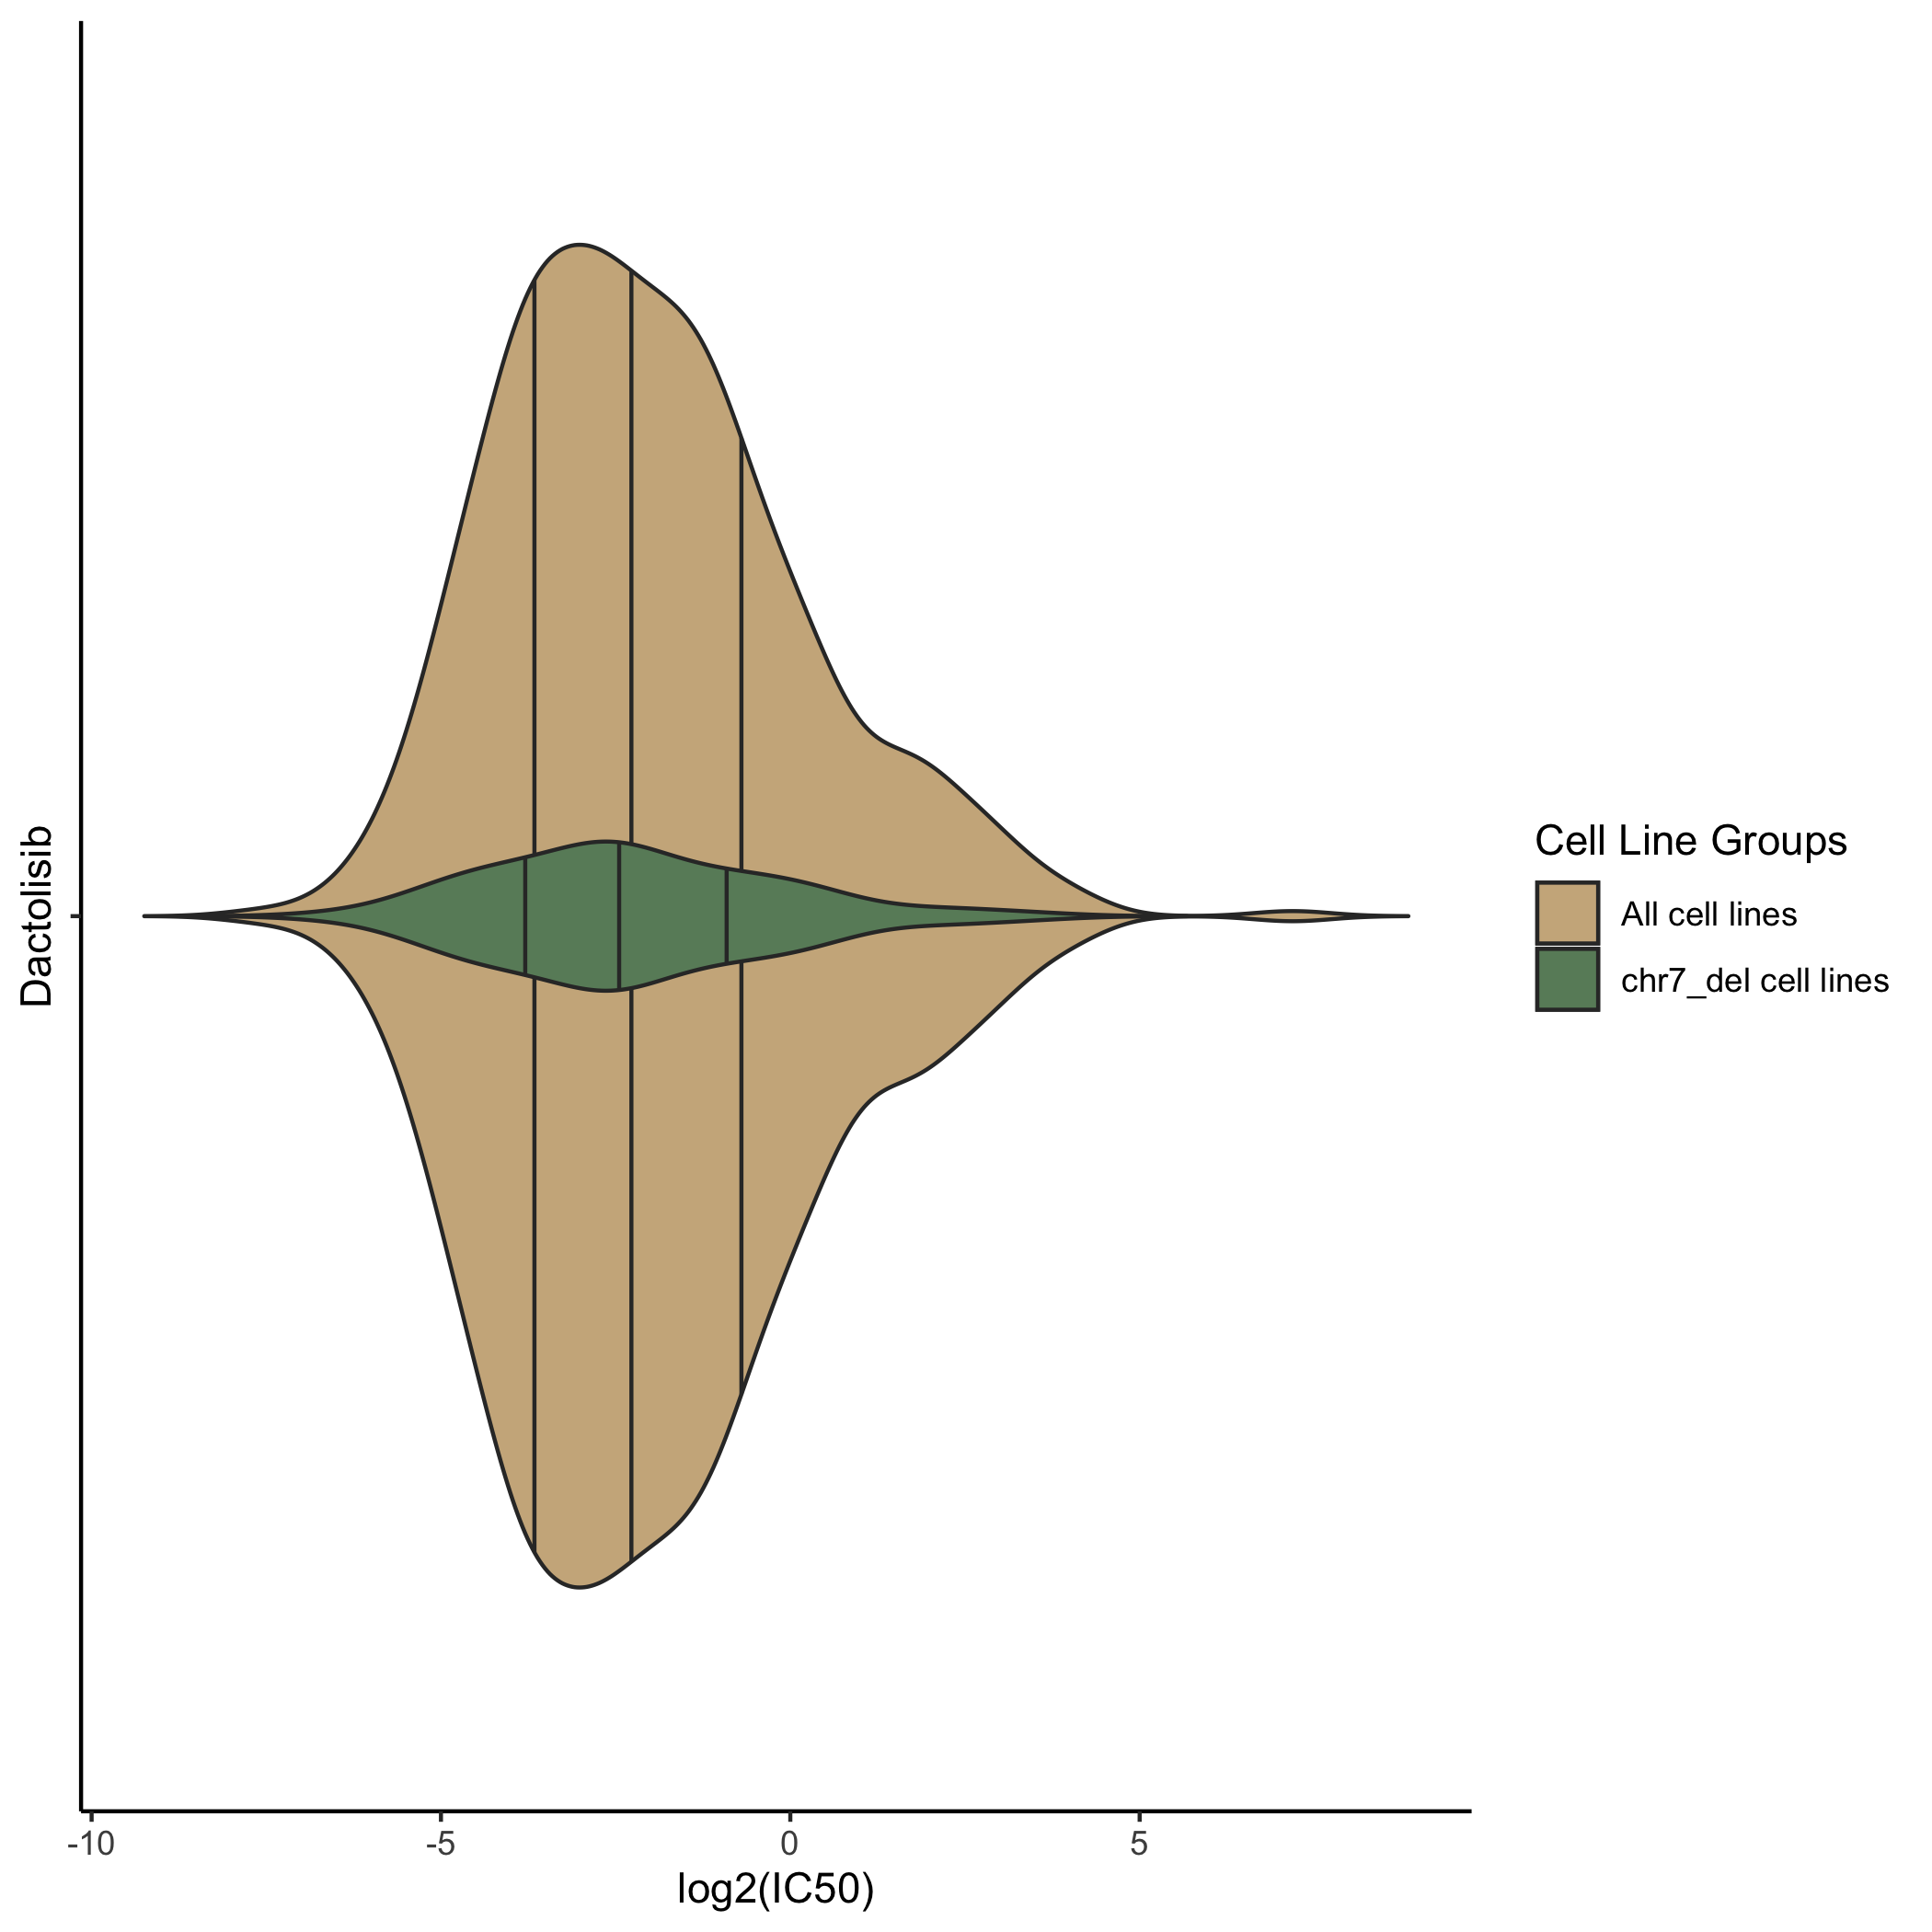 Dactolisib
Cell Line Groups
All cell lines
chr7_del cell lines
-10 -5 0 5
log2(IC50)